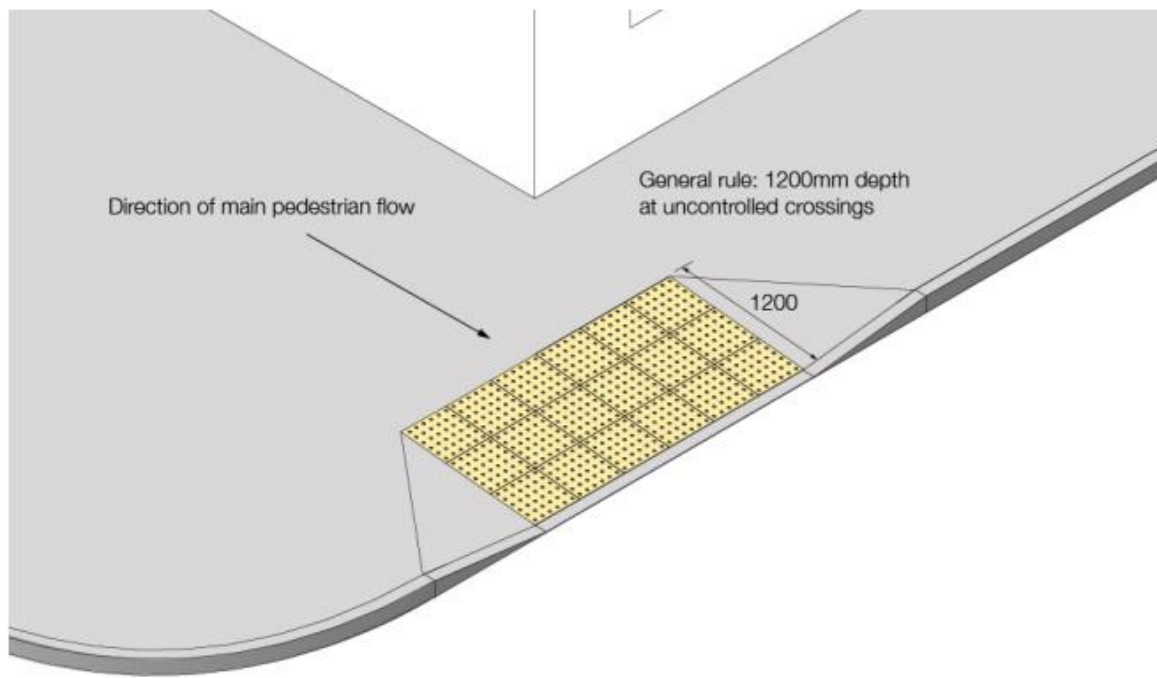 Direction of main pedestrian flow
General rule: 1200mm depth
at uncontrolled crossings
1200